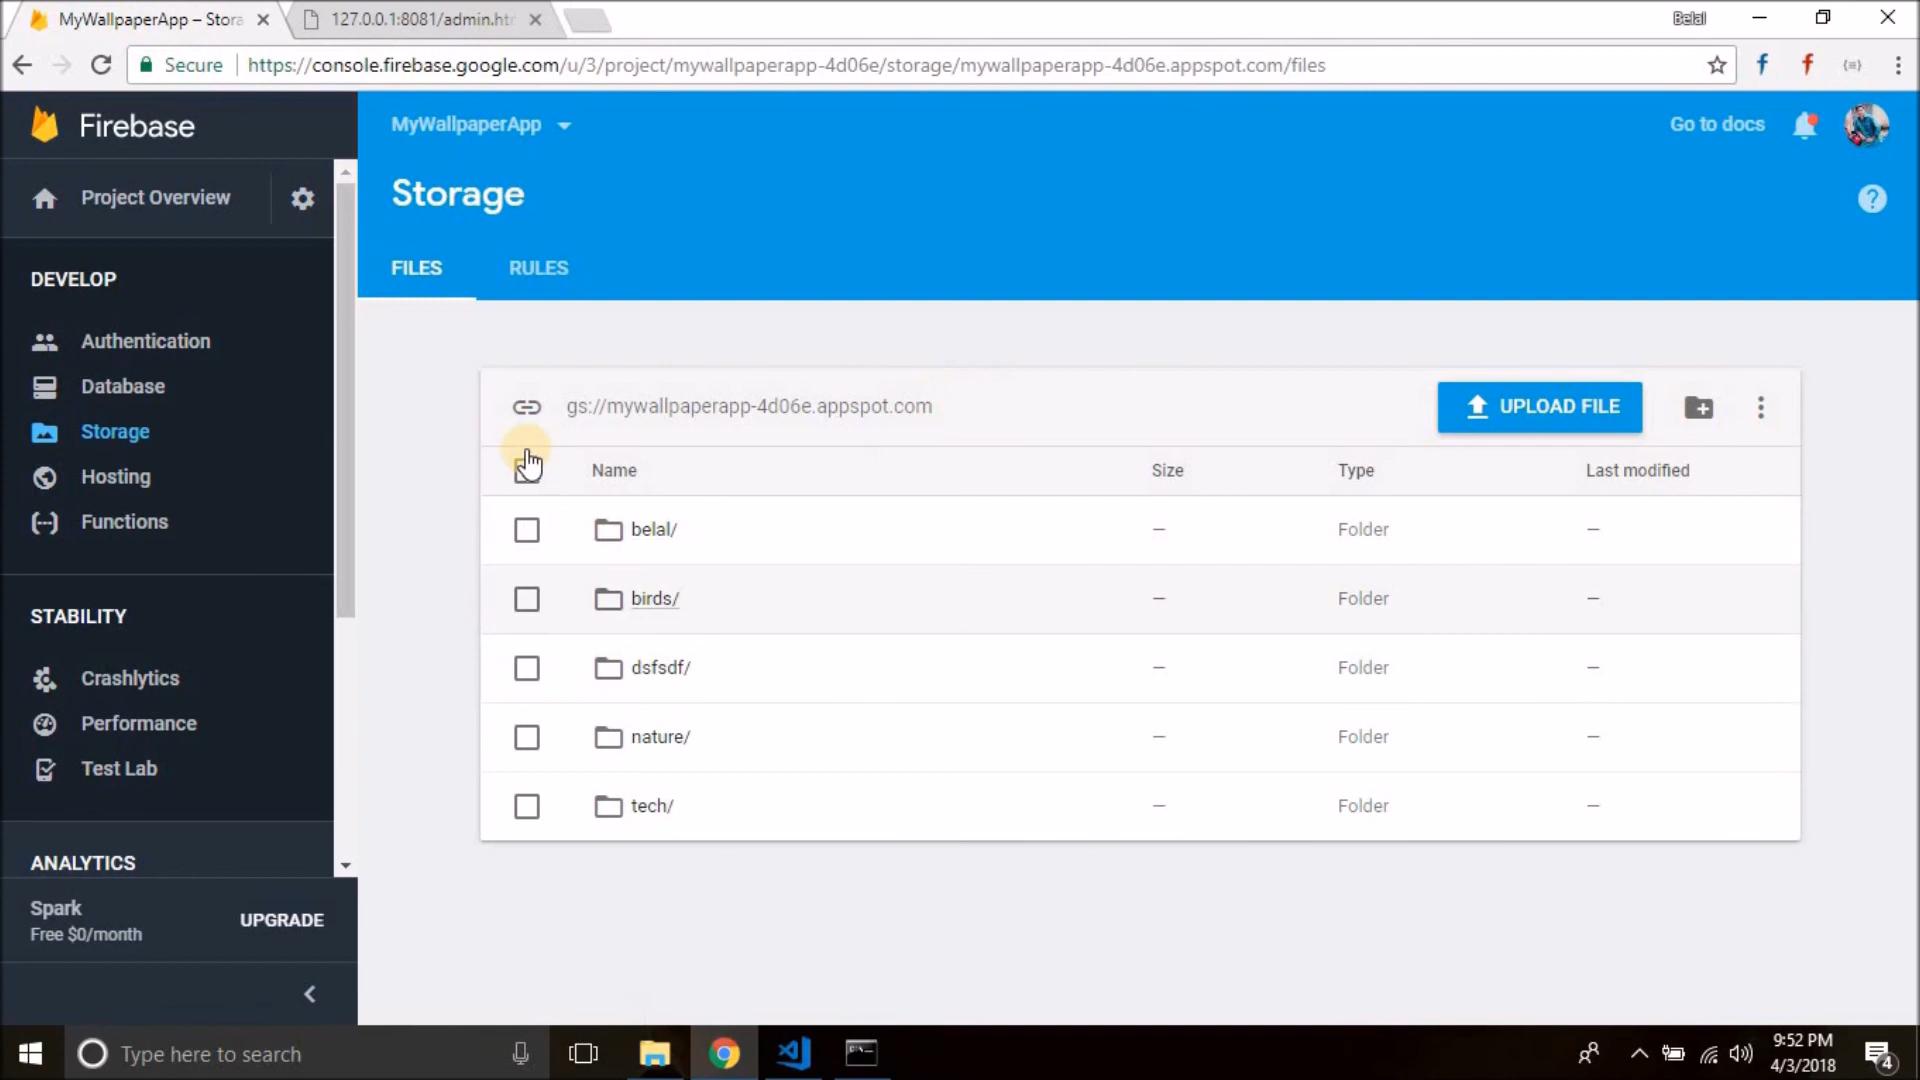 MyWallpaperApp – Stora
127.0.0.1:8081/admin.ht
Belal
Secure
https://console.firebase.google.com/u/3/project/mywallpaperapp-4d06e/storage/mywallpaperapp-4d06e.appspot.com/files
Firebase
MyWallpaperApp
Go to docs
Project Overview
Storage
FILES
RULES
DEVELOP
Authentication
Database
Storage
Hosting
Functions
gs://mywallpaperapp-4d06e.appspot.com
UPLOAD FILE
Name Size Type Last modified
belal/ — Folder —
birds/ — Folder —
dsfsdf/ — Folder —
nature/ — Folder —
tech/ — Folder —
STABILITY
Crashlytics
Performance
Test Lab
ANALYTICS
Spark
Free $0/month
UPGRADE
Type here to search
9:52 PM
4/3/2018
4